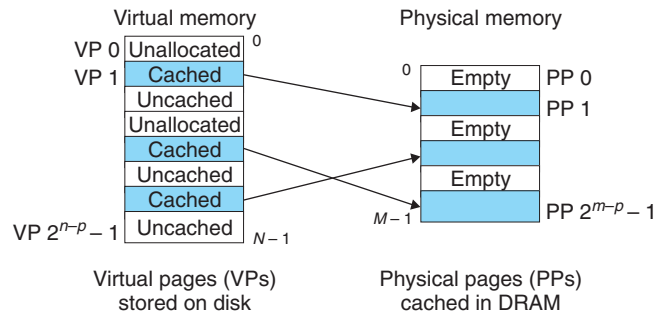 Virtual memory
VP 0 Unallocated 0
VP 1 Cached
Uncached
Unallocated
Cached
Uncached
Cached
VP 2^{n–p} – 1 Uncached
N – 1
Virtual pages (VPs)
stored on disk
Physical memory
0
Empty PP 0
PP 1
Empty
Empty
M – 1
PP 2^{m–p} – 1
Physical pages (PPs)
cached in DRAM